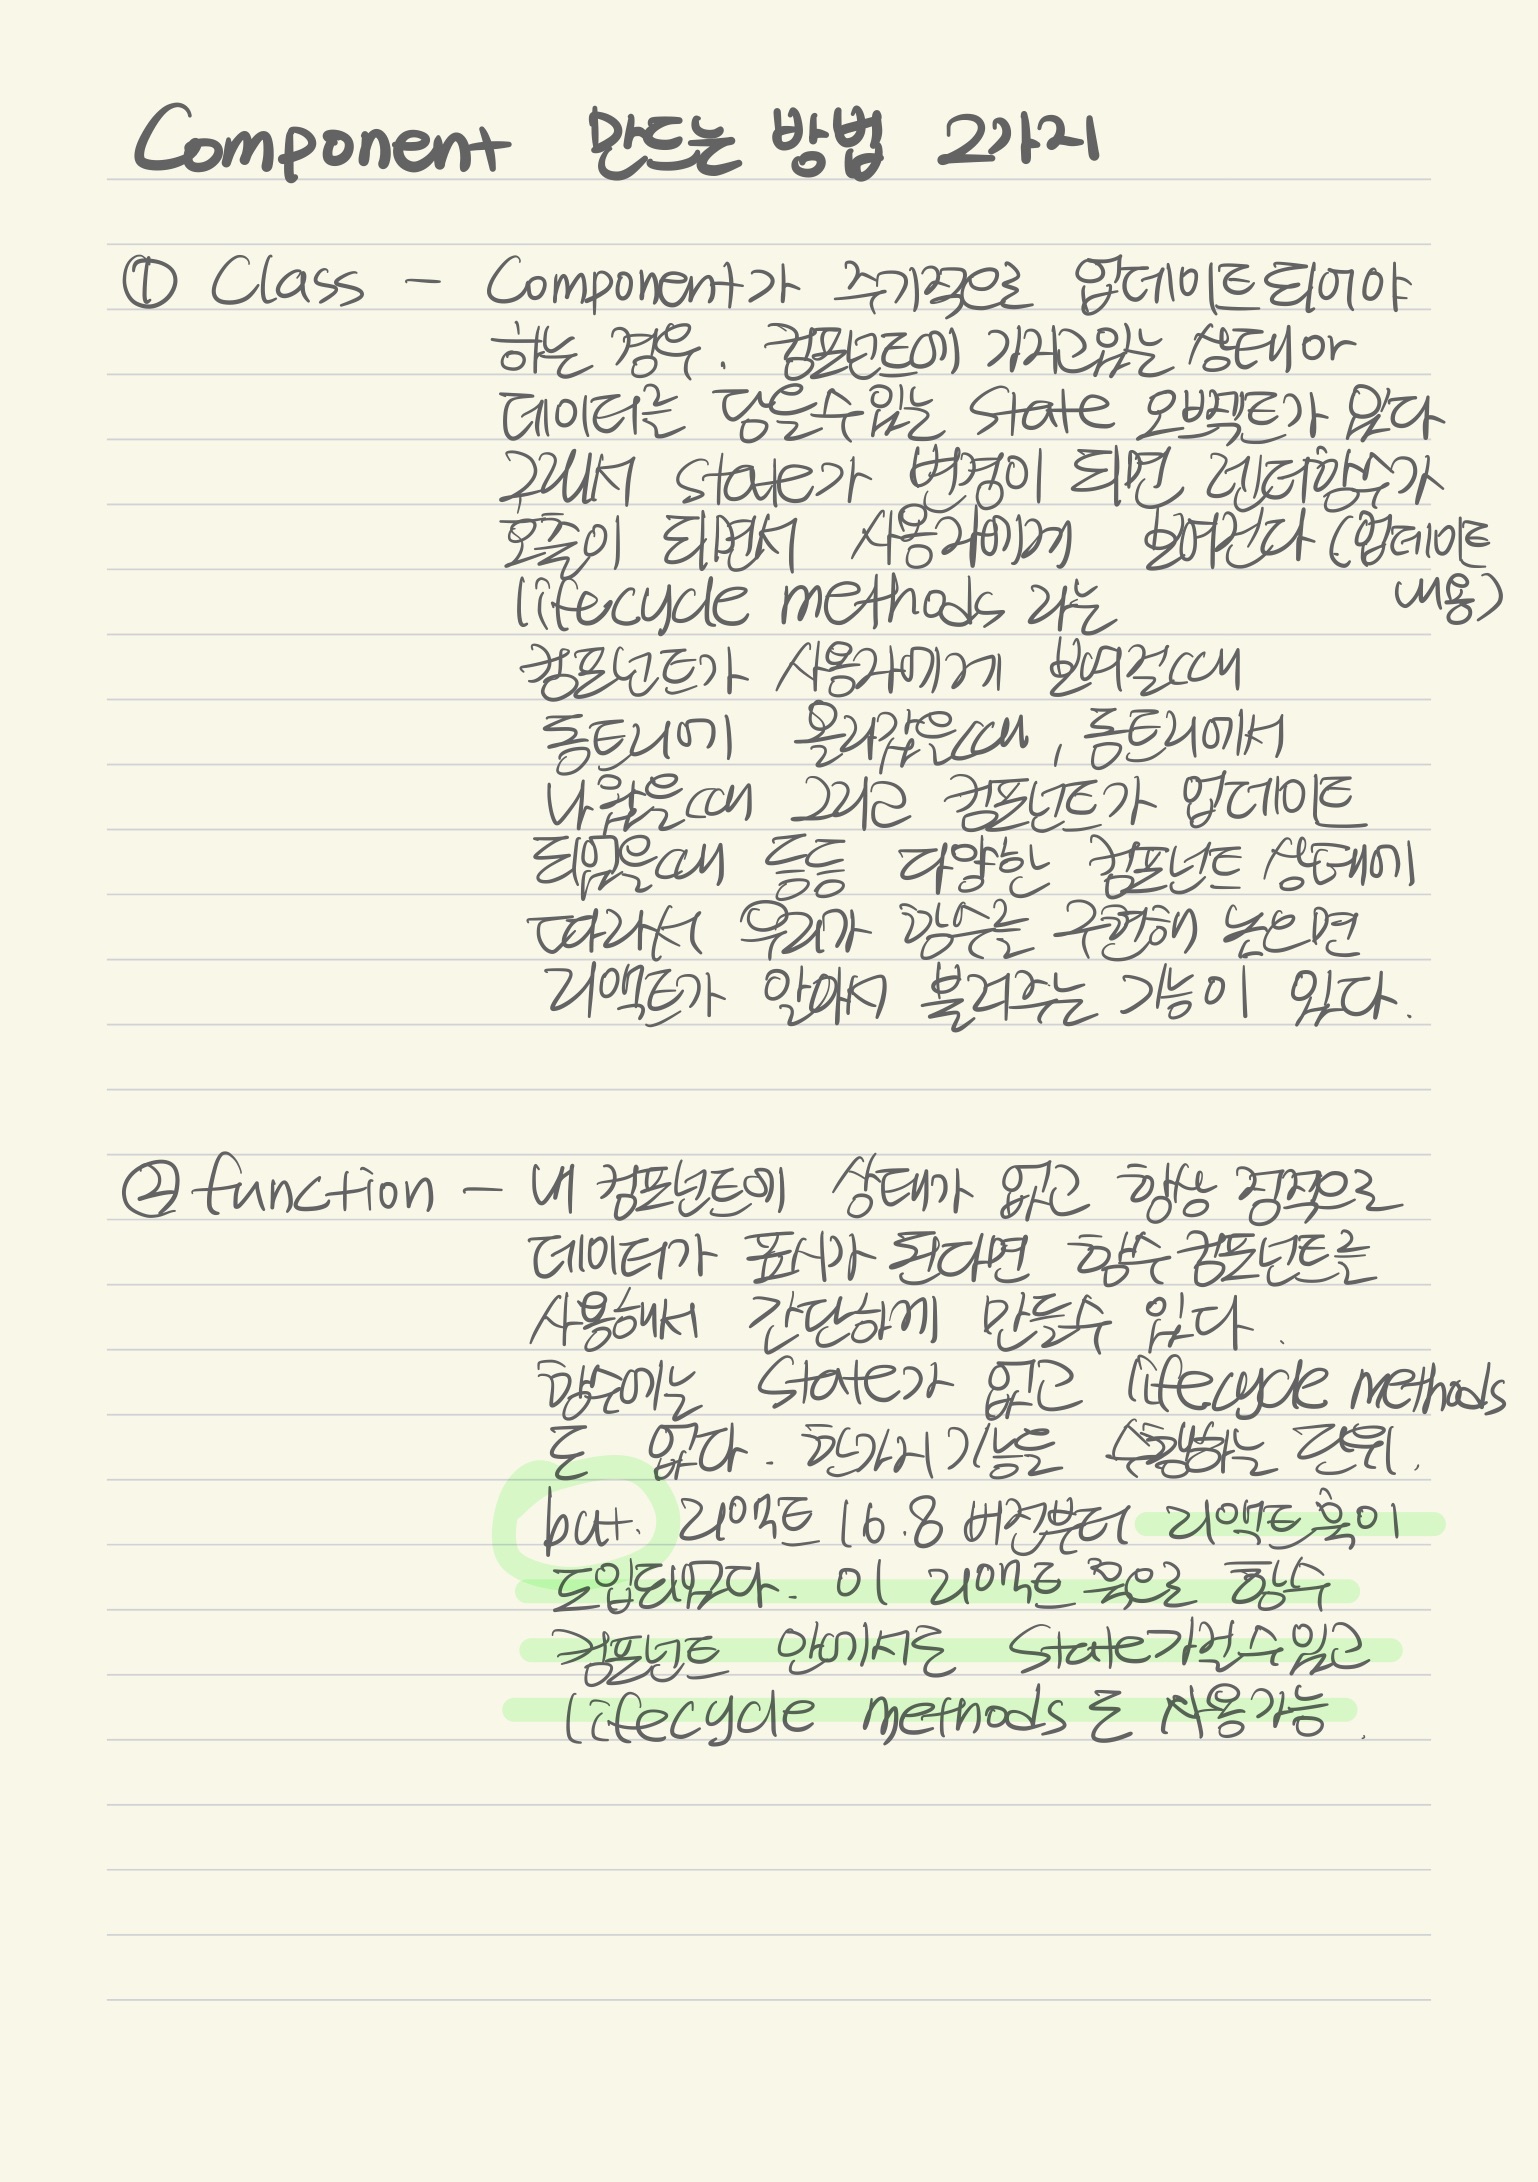 Component 만드는 방법 2가지
① Class - Component가 주기적으로 업데이트되어야
하는 경우. 컴포넌트에 가지고있는 상태 or
데이터를 담을수있는 state 오브젝트가 있다
그래서 state가 변경이 되면 렌더함수가
호출이 되면서 사용자에게 보여진다 (업데이트
내용)
lifecycle methods 라는
컴포넌트가 사용자에게 보여질때
돔트리에 올라갔을때, 돔트리에서
나왔을때 그리고 컴포넌트가 업데이트
되었을때 등등 다양한 컴포넌트 상태에
따라서 우리가 함수를 구현해 놓으면
리액트가 알아서 불러주는 기능이 있다.
② function - 내 컴포넌트에 상태가 없고 항상 정적으로
데이터가 표시가 된다면 함수 컴포넌트를
사용해서 간단하게 만들수 있다.
함수에는 State가 없고 lifecycle methods
도 없다. 한가지 기능을 수행하는 단위.
but. 리액트 16.8 버전부터 리액트 훅이
도입되었다. 이 리액트 훅으로 함수
컴포넌트 안에서도 State가질수있고
lifecycle methods 도 사용가능.